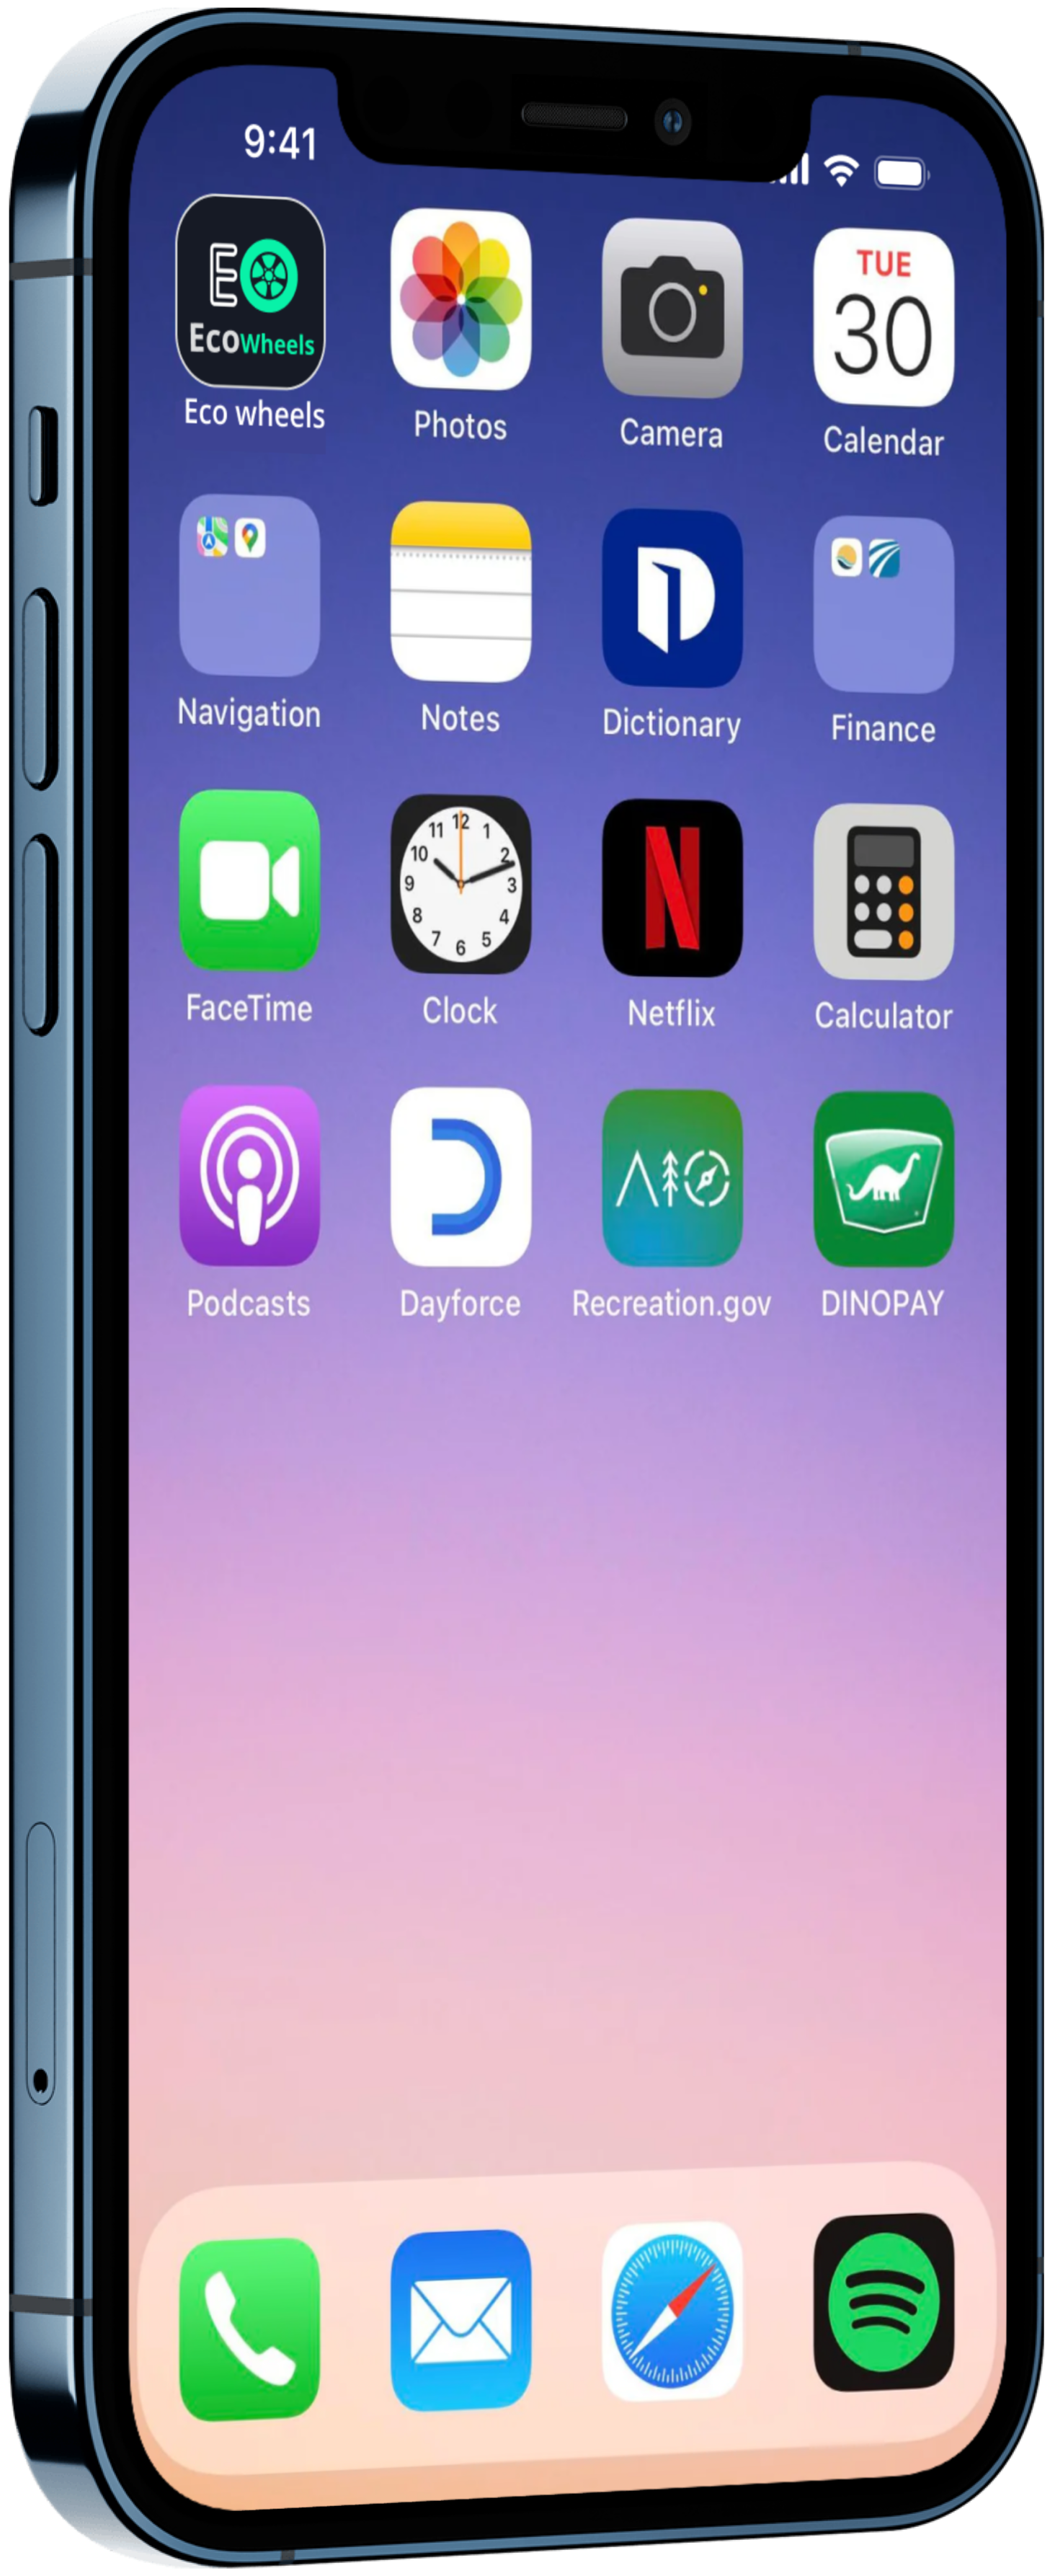 9:41
EO
EcoWheels
TUE
30
Eco wheels
Photos
Camera
Calendar
Navigation
Notes
Dictionary
Finance
12
11
1
10
2
9
3
8
4
7
5
6
N
FaceTime
Clock
Netflix
Calculator
Podcasts
Dayforce
Recreation.gov
DINOPAY